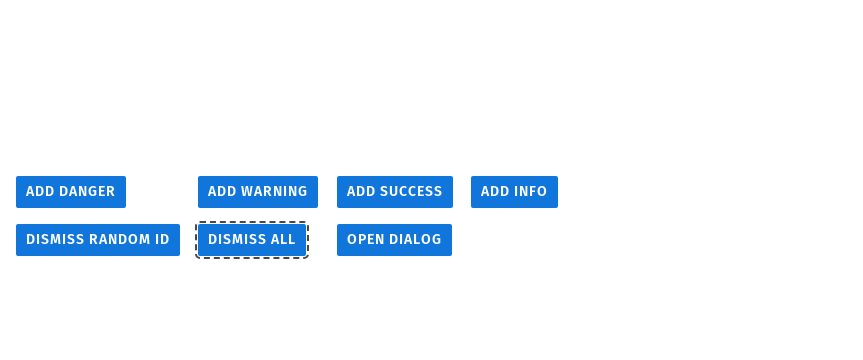 ADD DANGER ADD WARNING ADD SUCCESS ADD INFO
DISMISS RANDOM ID DISMISS ALL OPEN DIALOG